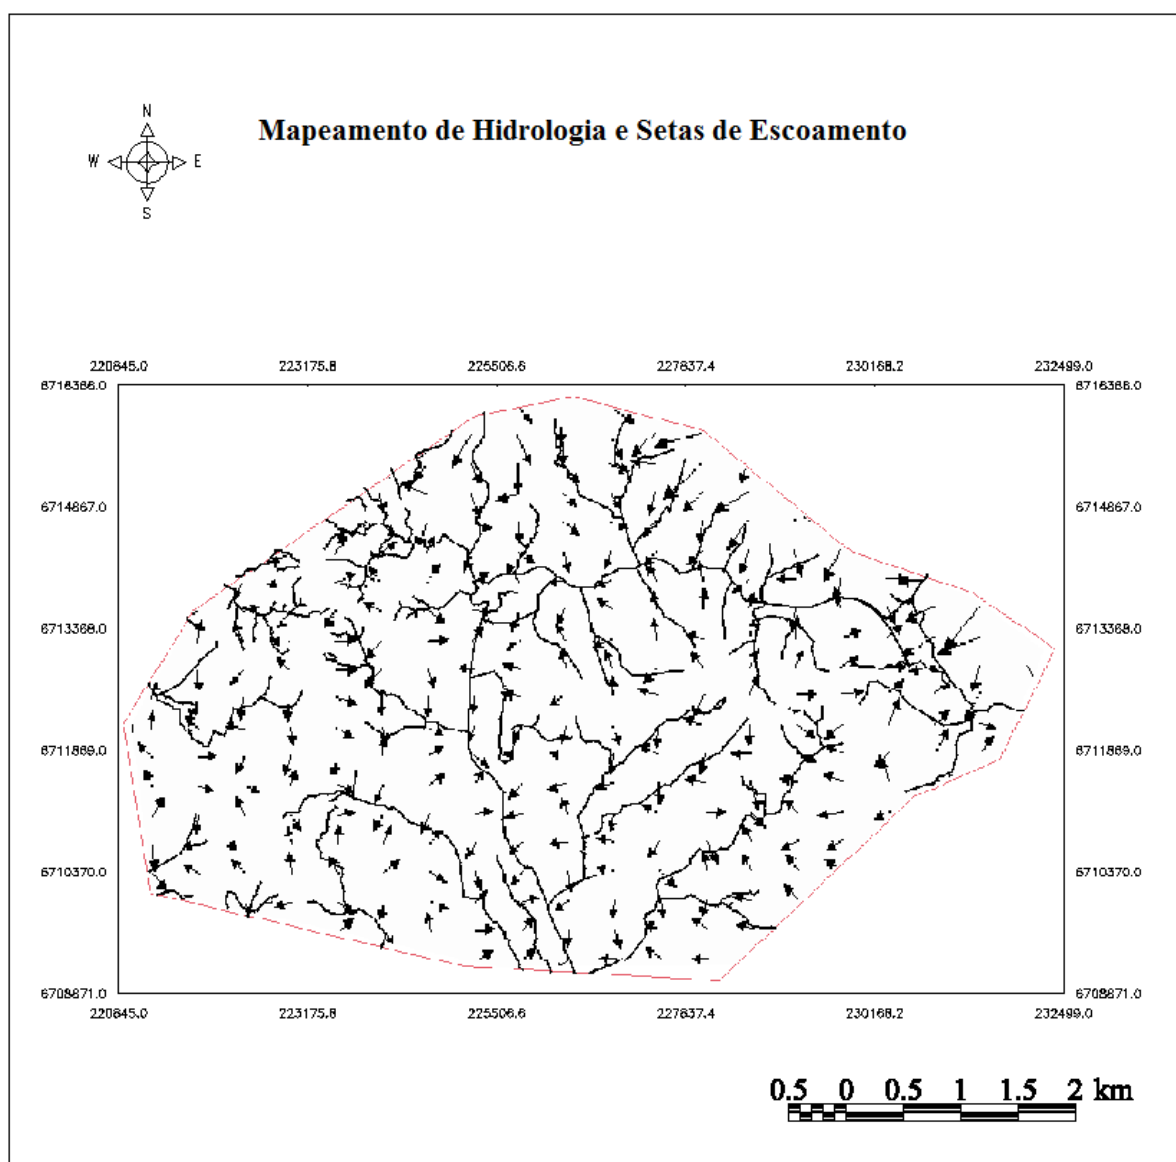 N
Mapeamento de Hidrologia e Setas de Escoamento
W E
S
220845.0 223175.8 225506.6 227837.4 230168.2 232499.0
6716366.0 6716366.0
6714867.0 6714867.0
6713368.0 6713368.0
6711869.0 6711869.0
6710370.0 6710370.0
6708871.0 6708871.0
220845.0 223175.8 225506.6 227837.4 230168.2 232499.0
0.5 0 0.5 1 1.5 2 km